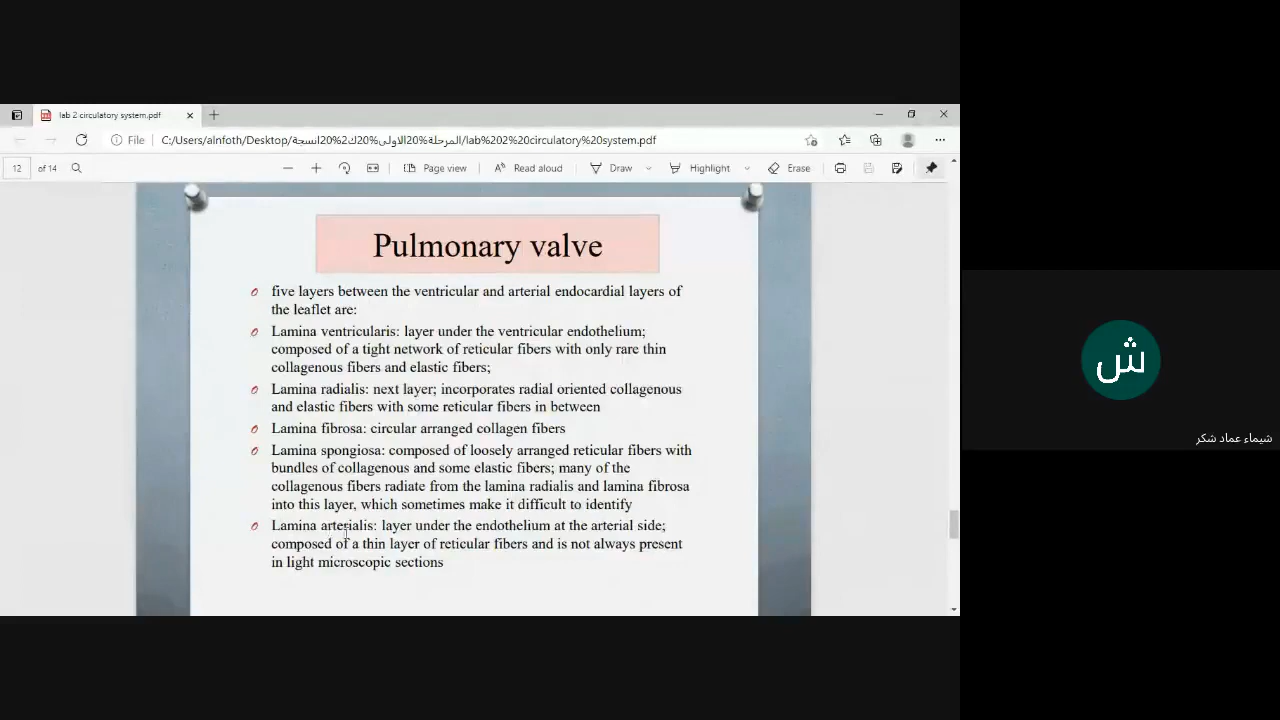 lab 2 circulatory system.pdf
File
C:/Users/alnfoth/Desktop/المرحلة%20الاولى%20ك2%20انسجة/lab%202%20circulatory%20system.pdf
12 of 14
Page view
Read aloud
Draw
Highlight
Erase
Pulmonary valve
five layers between the ventricular and arterial endocardial layers of
the leaflet are:
Lamina ventricularis: layer under the ventricular endothelium;
composed of a tight network of reticular fibers with only rare thin
collagenous fibers and elastic fibers;
Lamina radialis: next layer; incorporates radial oriented collagenous
and elastic fibers with some reticular fibers in between
Lamina fibrosa: circular arranged collagen fibers
Lamina spongiosa: composed of loosely arranged reticular fibers with
bundles of collagenous and some elastic fibers; many of the
collagenous fibers radiate from the lamina radialis and lamina fibrosa
into this layer, which sometimes make it difficult to identify
Lamina arterialis: layer under the endothelium at the arterial side;
composed of a thin layer of reticular fibers and is not always present
in light microscopic sections
ش
شيماء عماد شكر